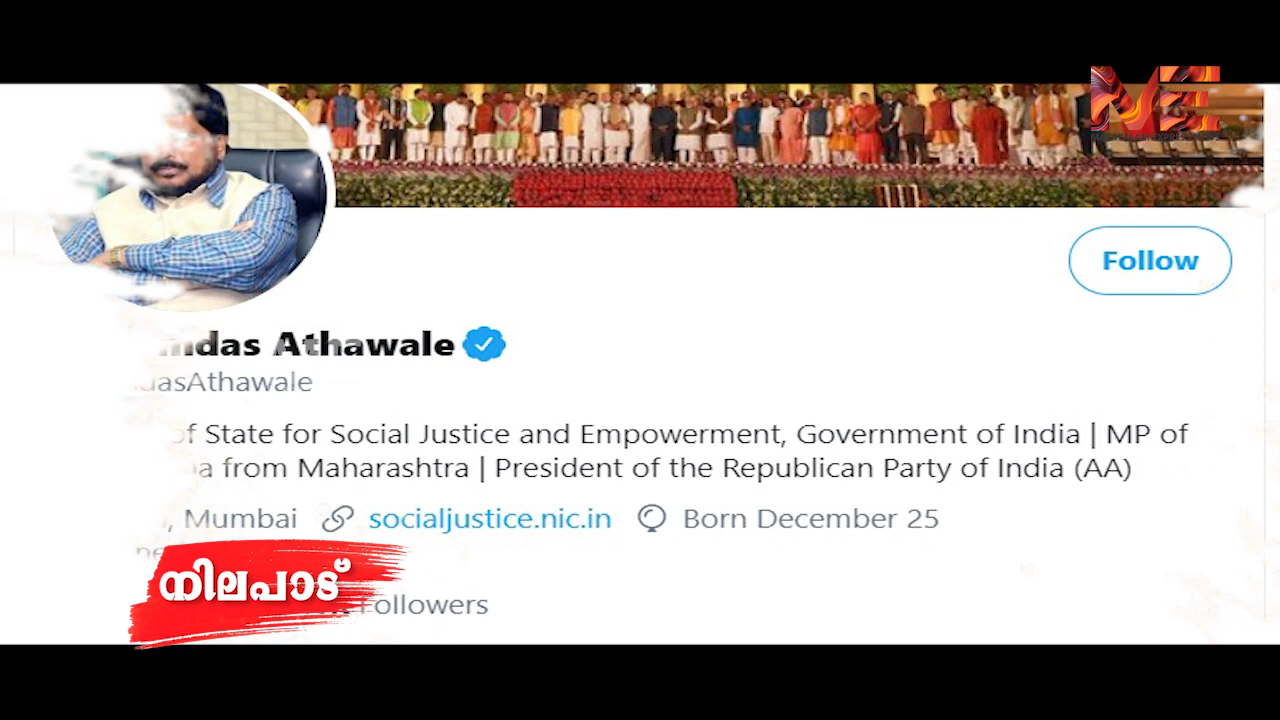 ME
Follow
Athawale
dasAthawale
of State for Social Justice and Empowerment, Government of India | MP of
from Maharashtra | President of the Republican Party of India (AA)
Mumbai socialjustice.nic.in Born December 25
നിലപാട്
Followers